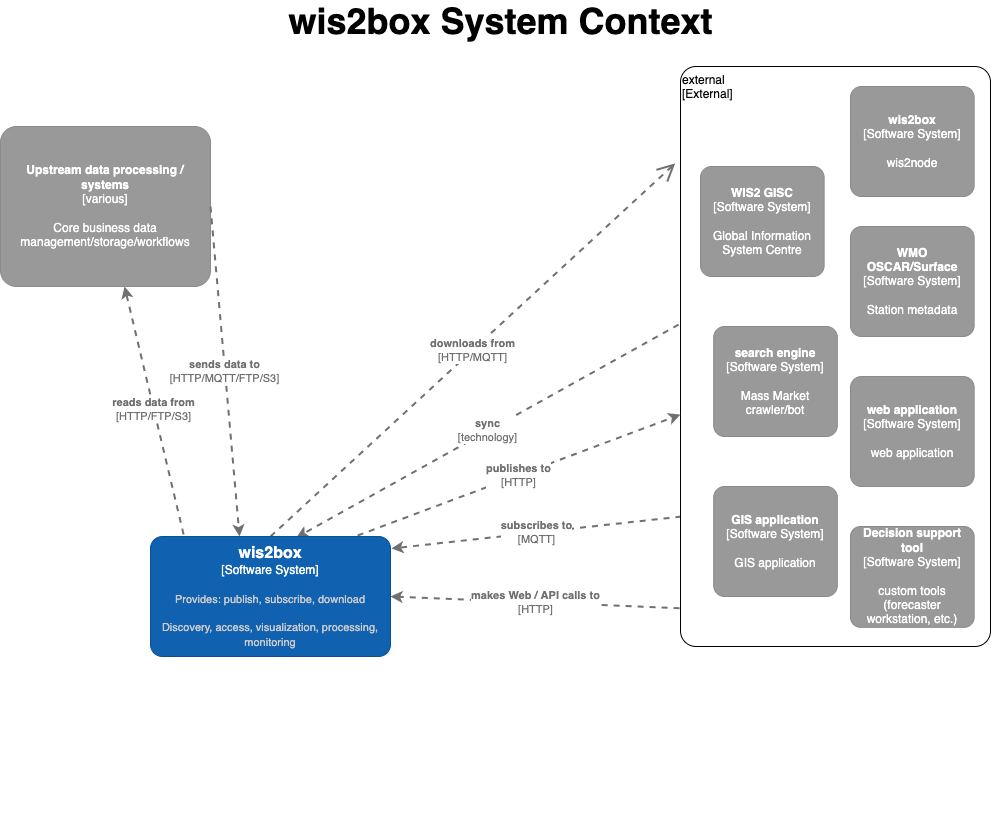 wis2box System Context
external
[External]
wis2box
[Software System]
wis2node
Upstream data processing /
systems
[various]
Core business data
management/storage/workflows
WIS2 GISC
[Software System]
Global Information
System Centre
WMO
OSCAR/Surface
[Software System]
Station metadata
downloads from
[HTTP/MQTT]
sends data to
[HTTP/MQTT/FTP/S3]
reads data from
[HTTP/FTP/S3]
search engine
[Software System]
Mass Market
crawler/bot
web application
[Software System]
web application
sync
[technology]
publishes to
[HTTP]
subscribes to
[MQTT]
makes Web / API calls to
[HTTP]
GIS application
[Software System]
GIS application
Decision support
tool
[Software System]
custom tools
(forecaster
workstation, etc.)
wis2box
[Software System]
Provides: publish, subscribe, download
Discovery, access, visualization, processing,
monitoring